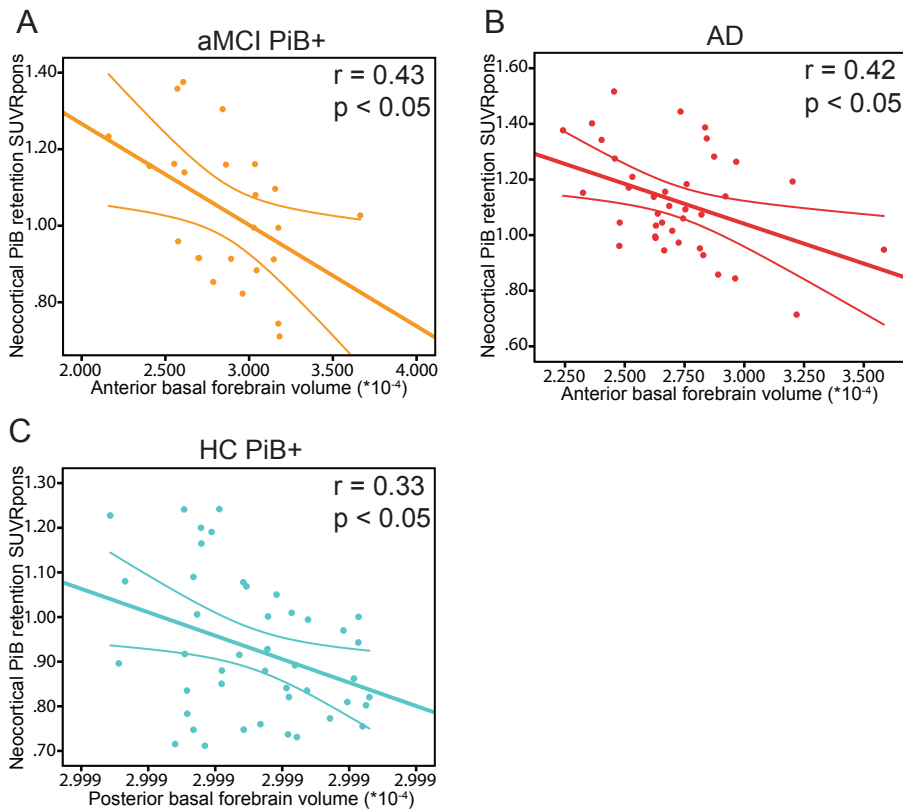 A
aMCI PiB+
r = 0.43
p < 0.05
Neocortical PiB retention SUVRpons
1.40
1.20
1.00
.80
2.000 2.500 3.000 3.500 4.000
Anterior basal forebrain volume (*10⁻⁴)
B
AD
r = 0.42
p < 0.05
Neocortical PiB retention SUVRpons
1.60
1.40
1.20
1.00
.80
.60
2.250 2.500 2.750 3.000 3.250 3.500
Anterior basal forebrain volume (*10⁻⁴)
C
HC PiB+
r = 0.33
p < 0.05
Neocortical PiB retention SUVRpons
1.30
1.20
1.10
1.00
.90
.80
.70
2.999 2.999 2.999 2.999 2.999 2.999
Posterior basal forebrain volume (*10⁻⁴)